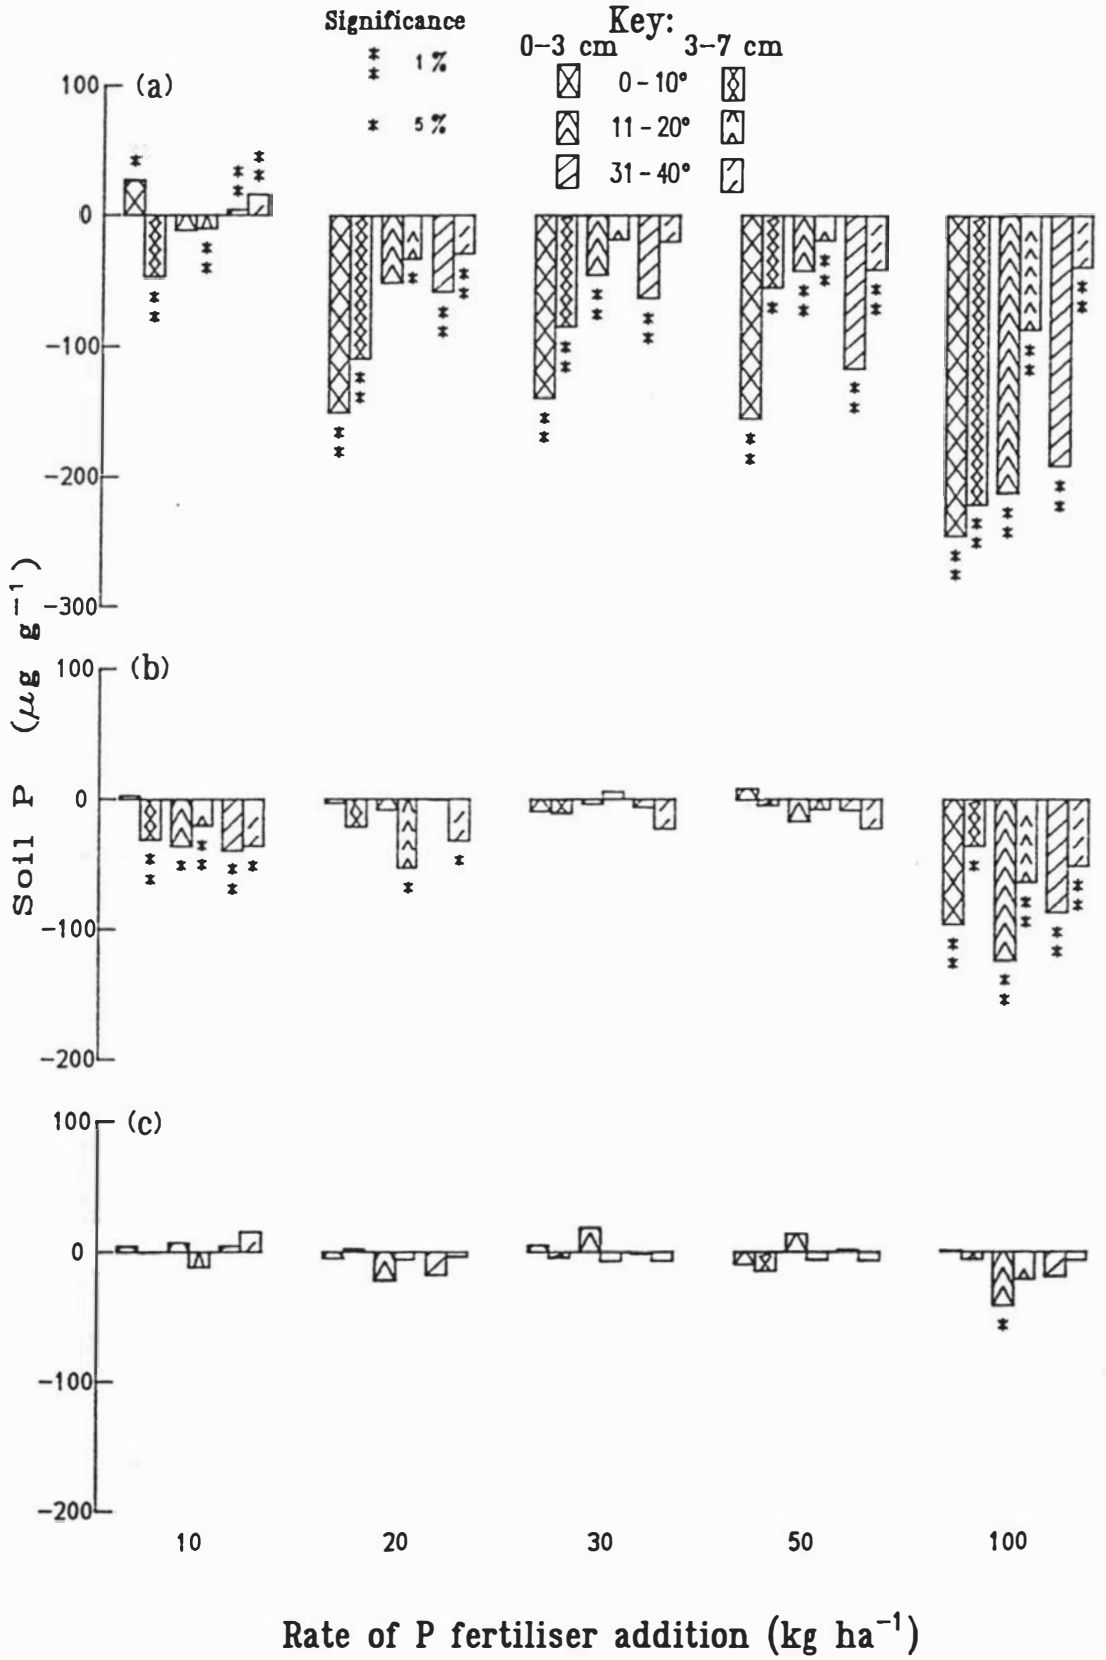 Significance
** 1 %
* 5 %
Key:
0-3 cm 3-7 cm
0-10°
11-20°
31-40°
(a)
100
0
-100
-200
-300
(b)
100
0
-100
-200
(c)
100
0
-100
-200
Soil P (μg g⁻¹)
10 20 30 50 100
Rate of P fertiliser addition (kg ha⁻¹)